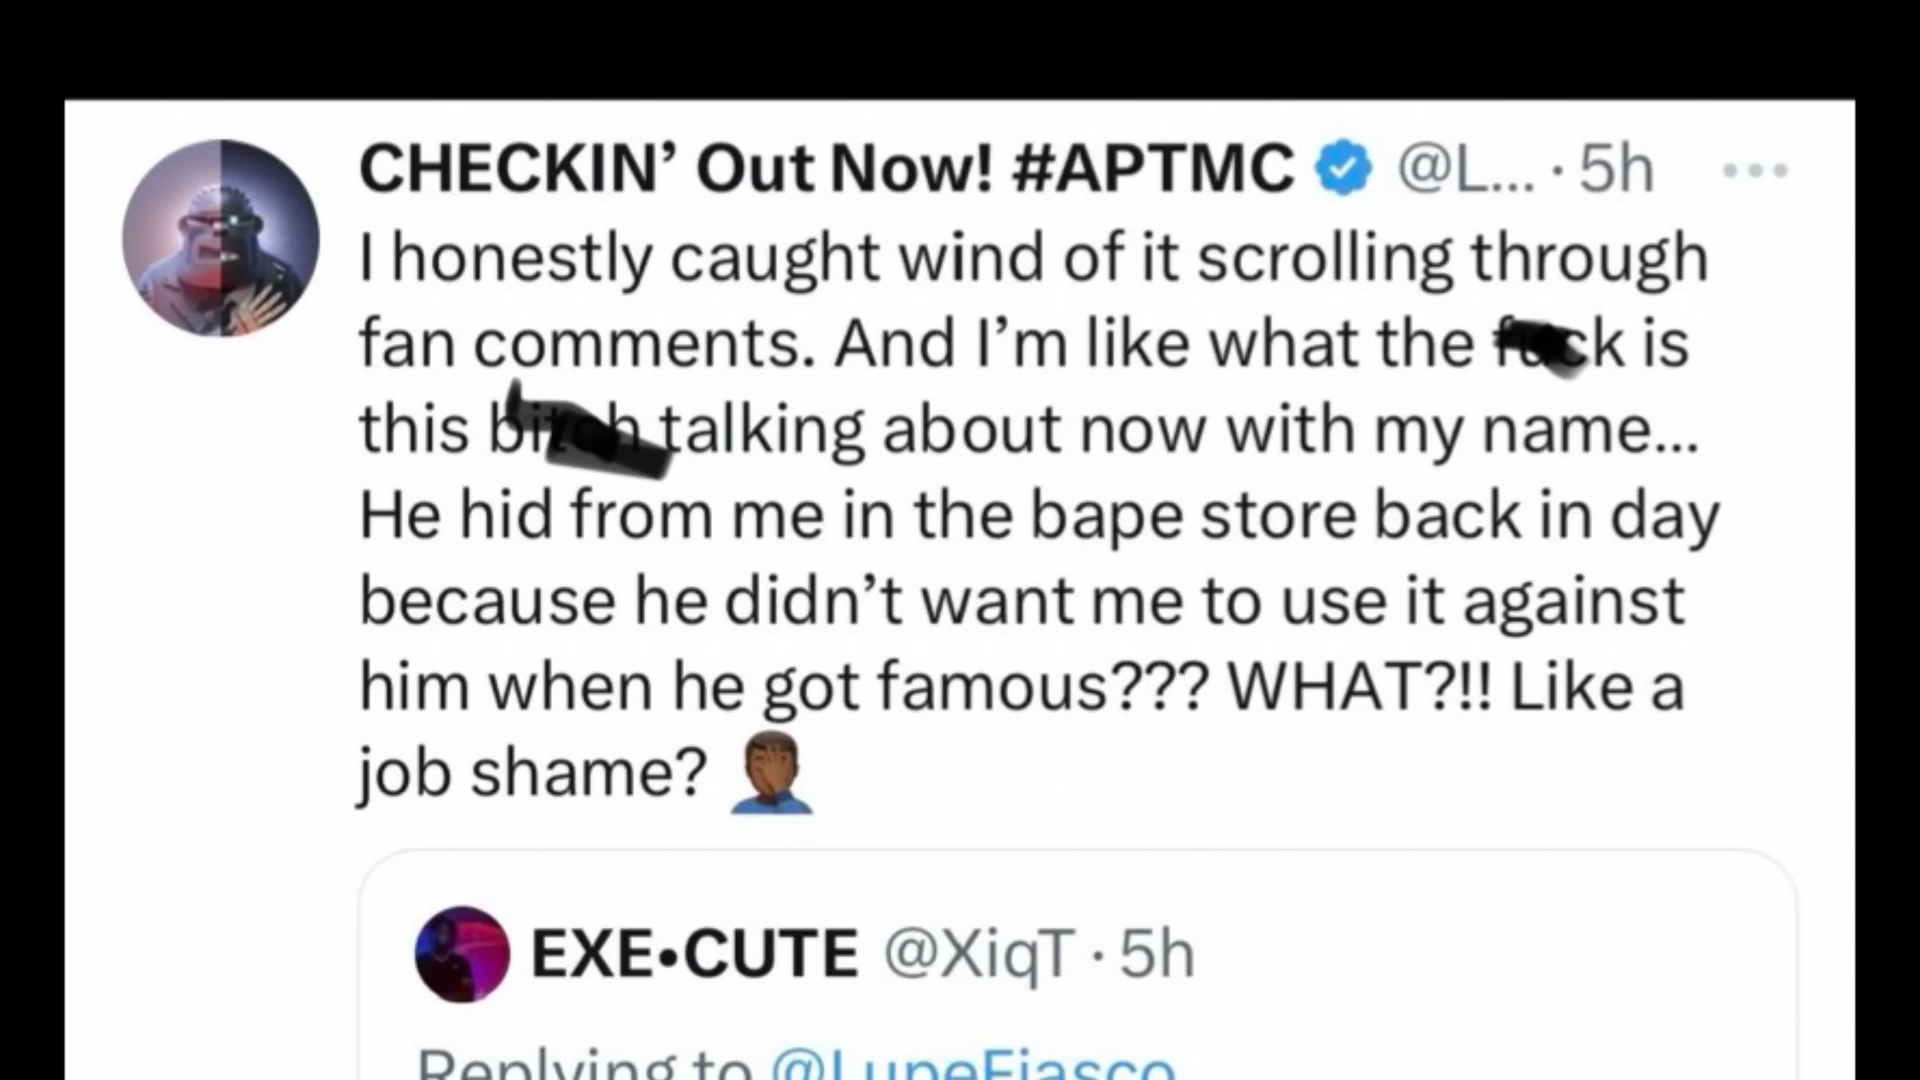 CHECKIN’ Out Now! #APTMC @L... · 5h
I honestly caught wind of it scrolling through
fan comments. And I’m like what the fuck is
this bitch talking about now with my name...
He hid from me in the bape store back in day
because he didn’t want me to use it against
him when he got famous??? WHAT?!! Like a
job shame? 🤦🏾‍♂️
EXE•CUTE @XiqT · 5h
Replying to @LupeFiasco